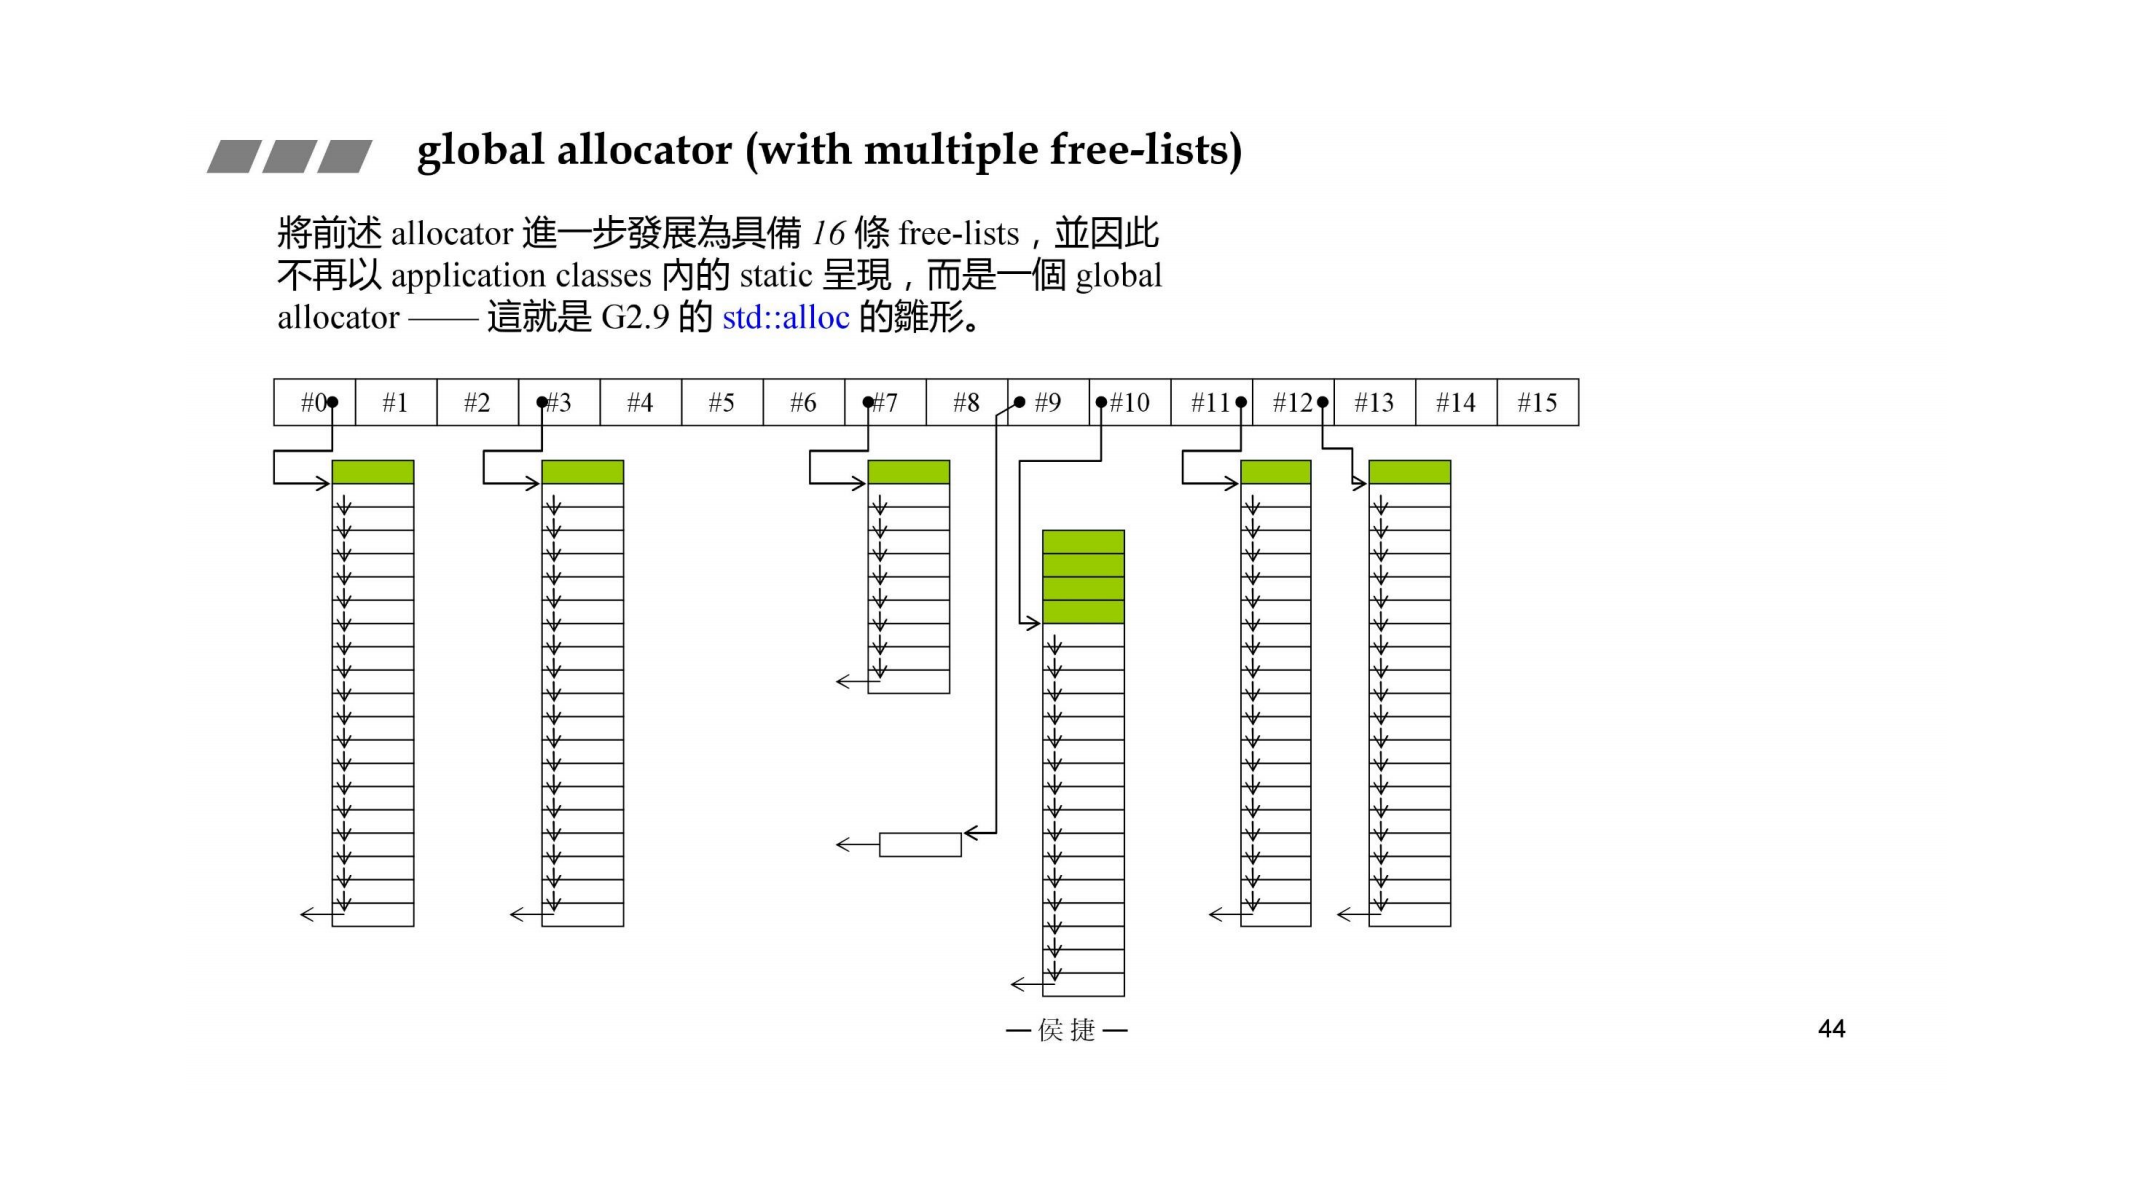 global allocator (with multiple free-lists)
將前述 allocator 進一步發展為具備 16 條 free-lists，並因此
不再以 application classes 內的 static 呈現，而是一個 global
allocator —— 這就是 G2.9 的 std::alloc 的雛形。
#0 #1 #2 #3 #4 #5 #6 #7 #8 #9 #10 #11 #12 #13 #14 #15
— 侯 捷 —
44